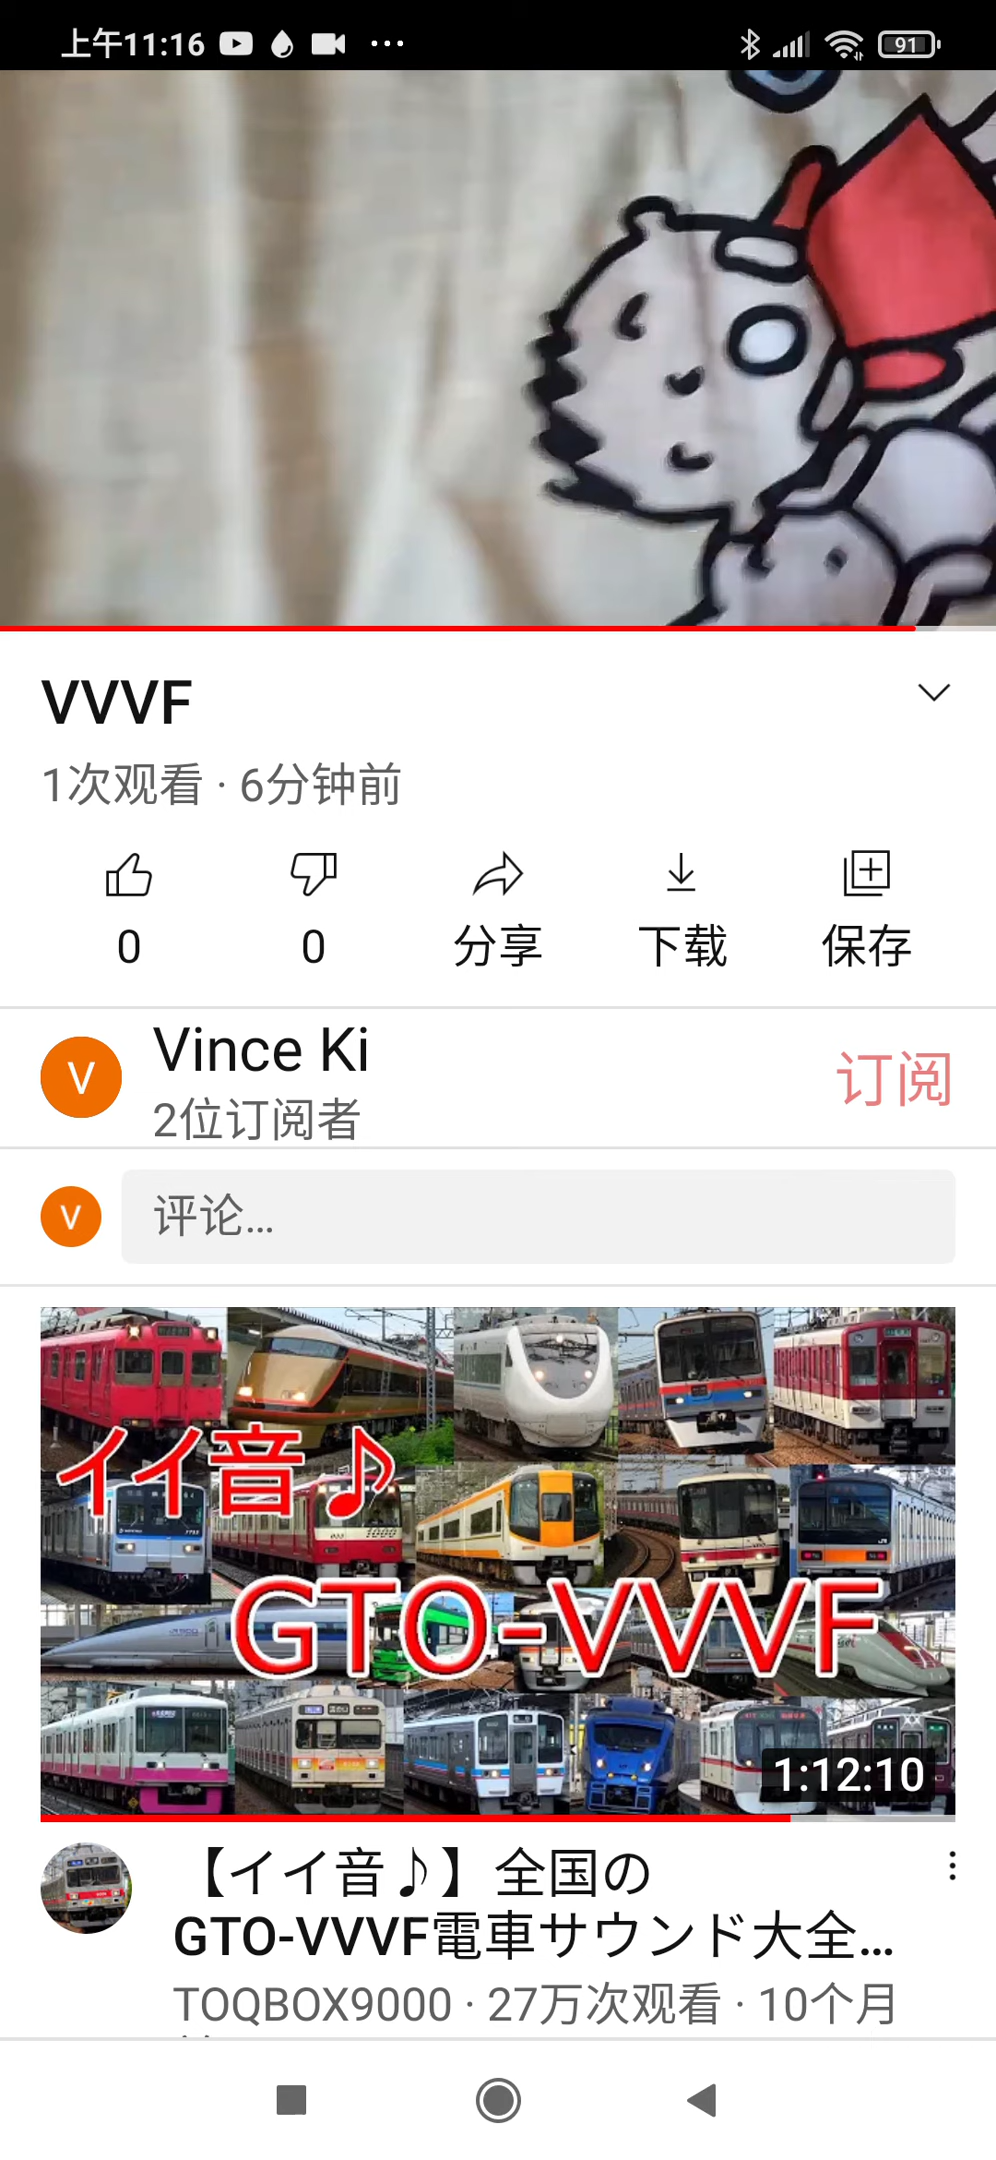 上午11:16
91
VVVF
1次观看 · 6分钟前
0
0
分享
下载
保存
V
Vince Ki
2位订阅者
订阅
V
评论...
イイ音♪
GTO-VVVF
1:12:10
【イイ音♪】全国の
GTO-VVVF電車サウンド大全...
TOQBOX9000 · 27万次观看 · 10个月